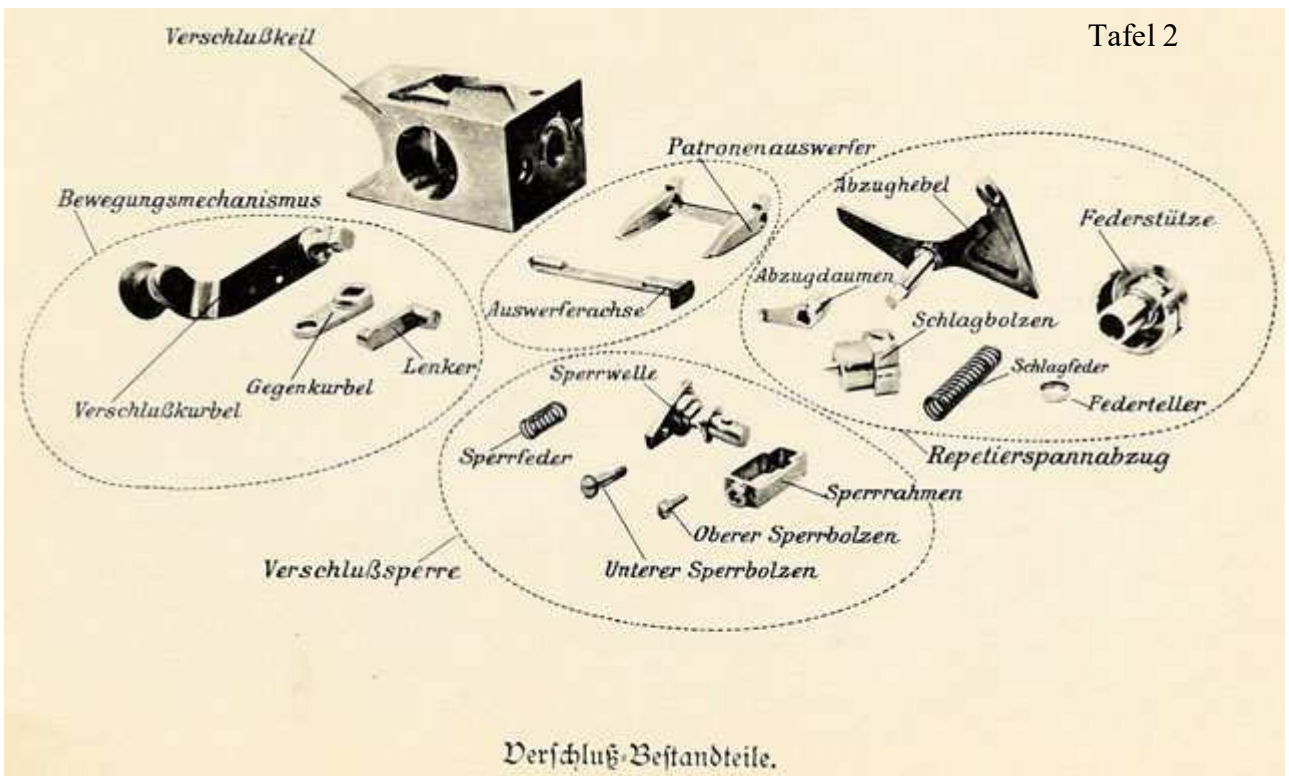 Verschlußkeil
Tafel 2
Patronenauswerfer
Bewegungsmechanismus
Abzughebel
Federstütze
Abzugdaumen
Auswerferachse
Schlagbolzen
Lenker
Sperrwelle
Schlagfeder
Gegenkurbel
Verschlußkurbel
Federteller
Sperrfeder
Repetierspannabzug
Sperrrahmen
Oberer Sperrbolzen
Verschlußsperre
Unterer Sperrbolzen
Verſchluß-Beſtandteile.